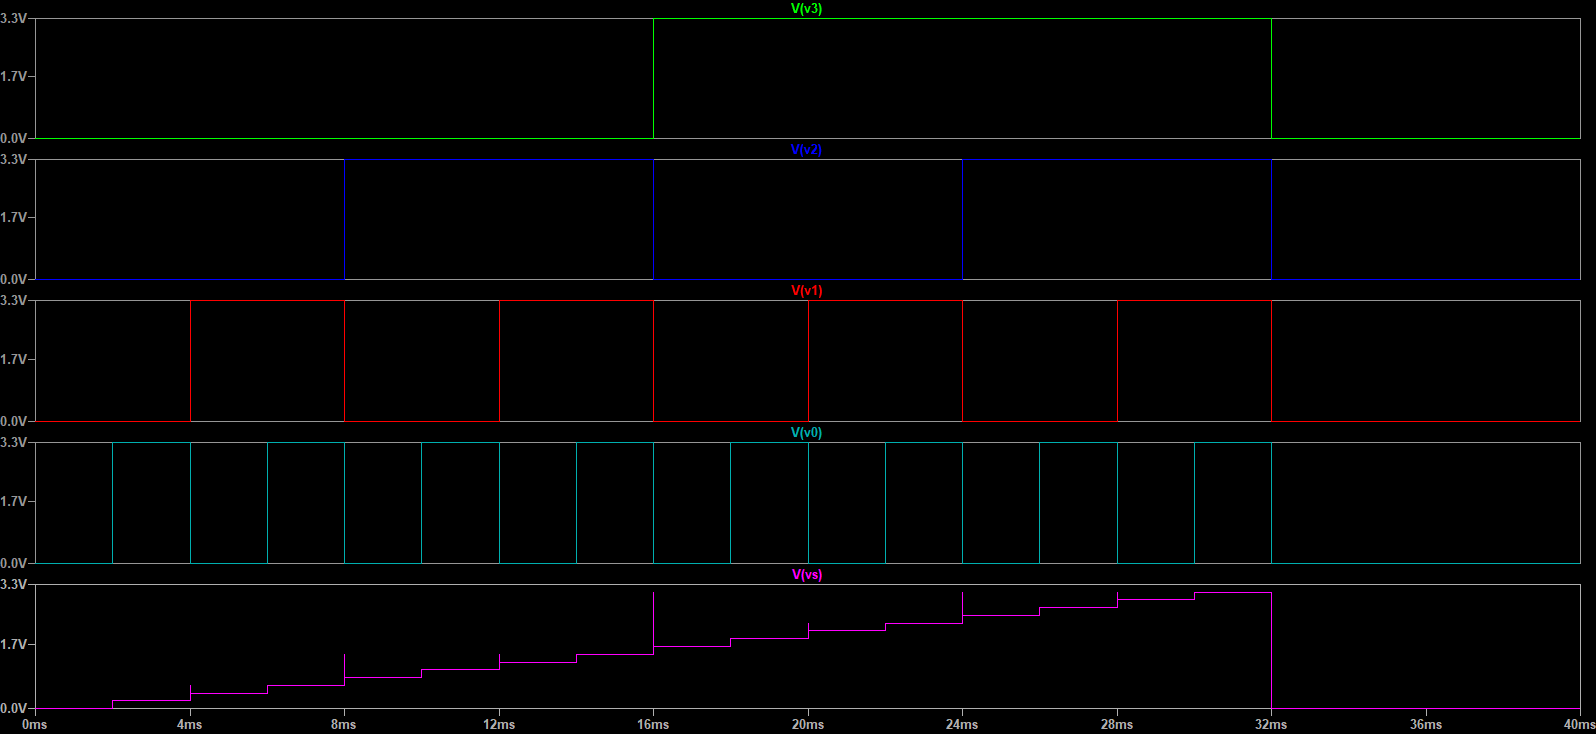 V(v3)
3.3V
1.7V
0.0V
V(v2)
3.3V
1.7V
0.0V
V(v1)
3.3V
1.7V
0.0V
V(v0)
3.3V
1.7V
0.0V
V(vs)
3.3V
1.7V
0.0V
0ms 4ms 8ms 12ms 16ms 20ms 24ms 28ms 32ms 36ms 40ms